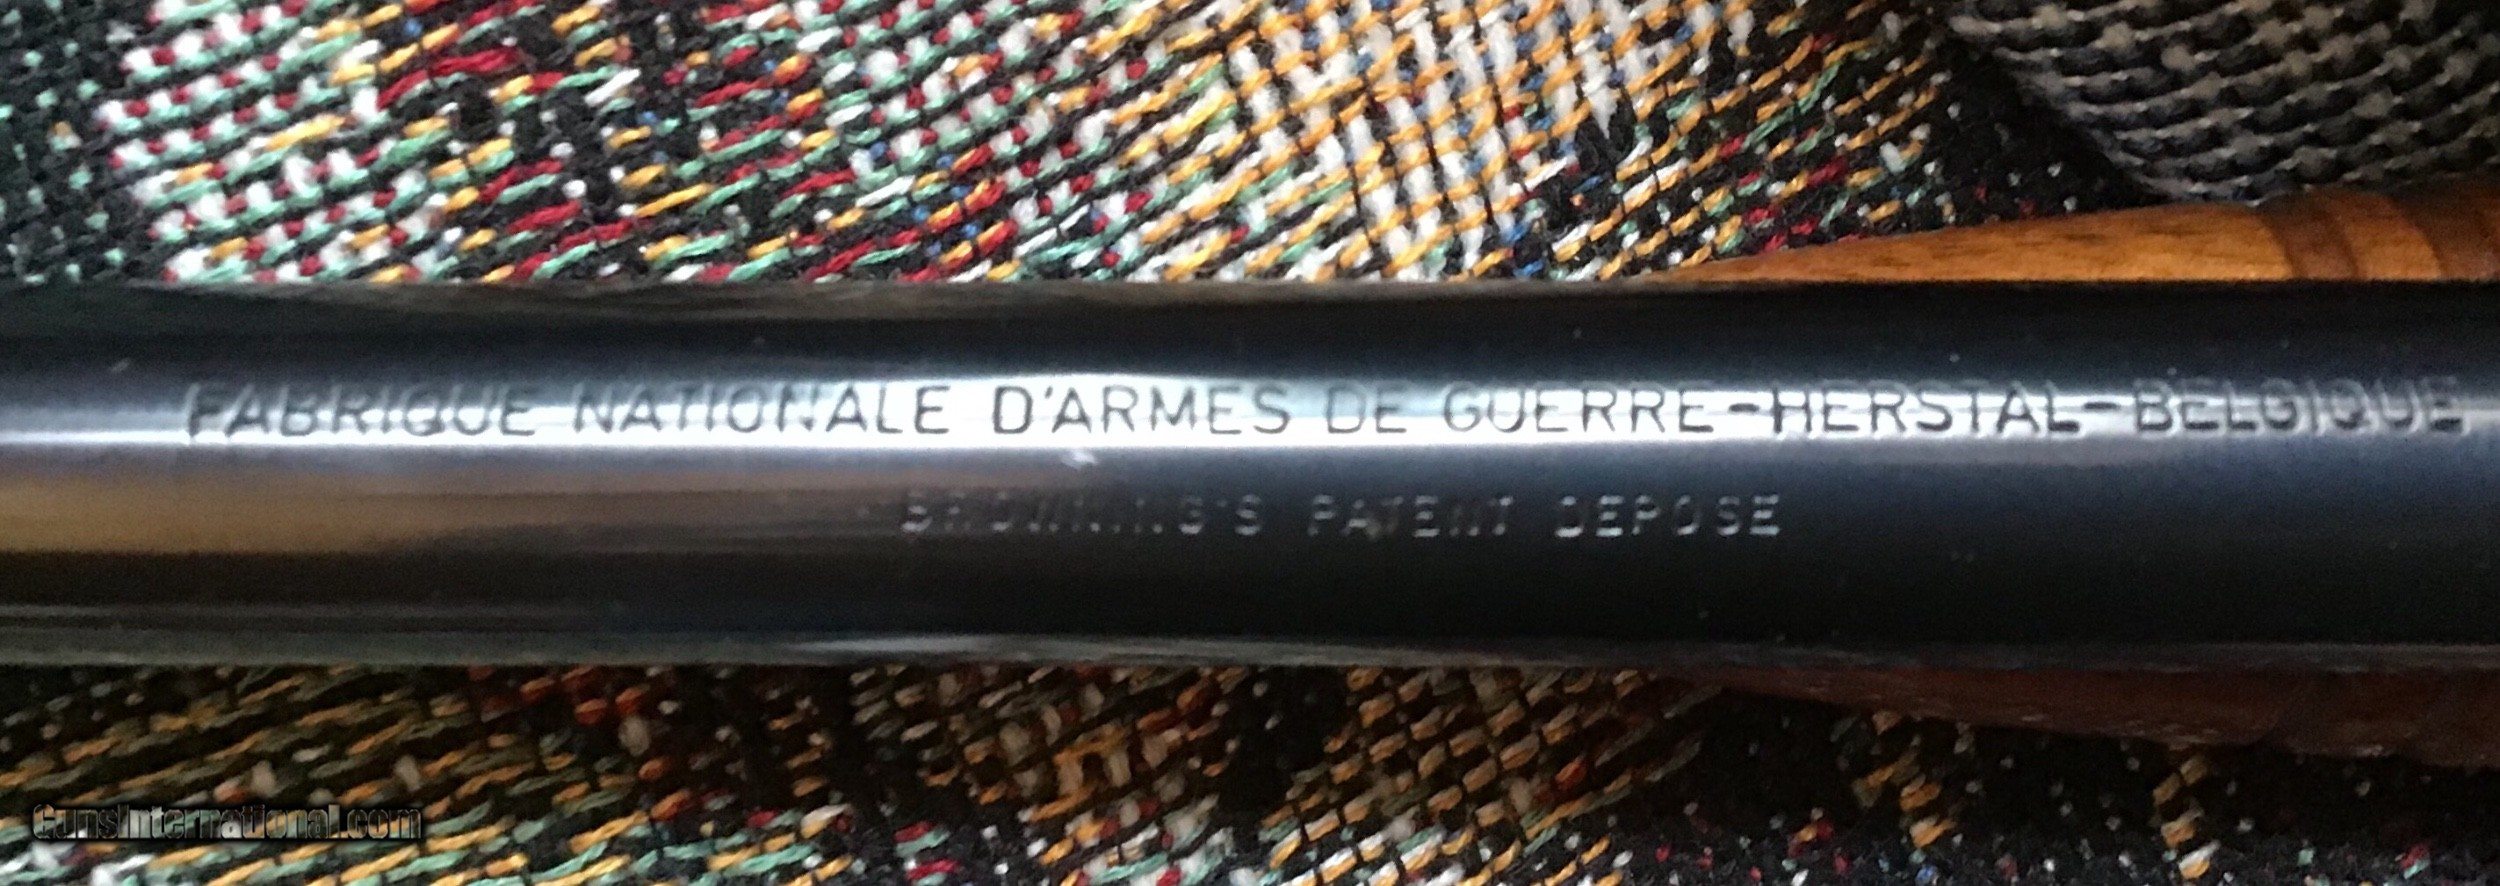 FABRIQUE NATIONALE D'ARMES DE GUERRE-HERSTAL-BELGIQUE
BROWNING'S PATENT DEPOSE
GunsInternational.com